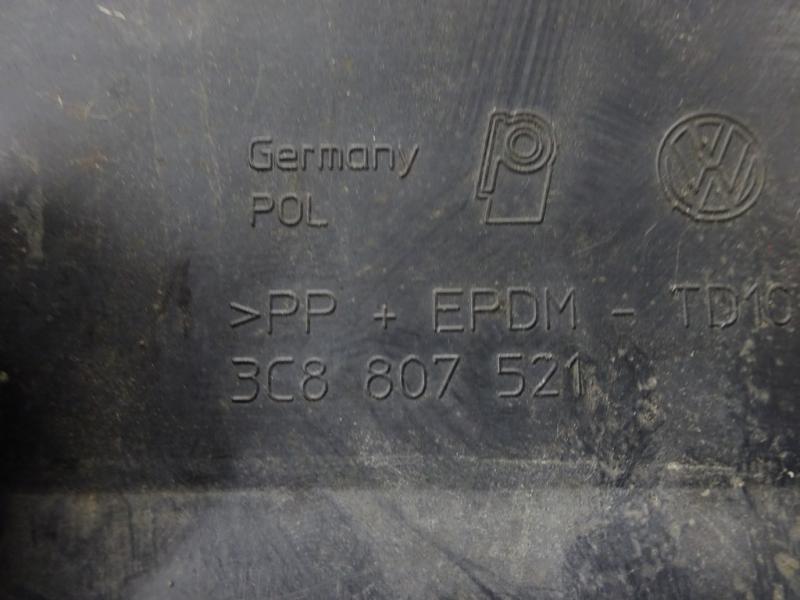 Germany
POL
>PP + EPDM - TD10
3C8 807 521